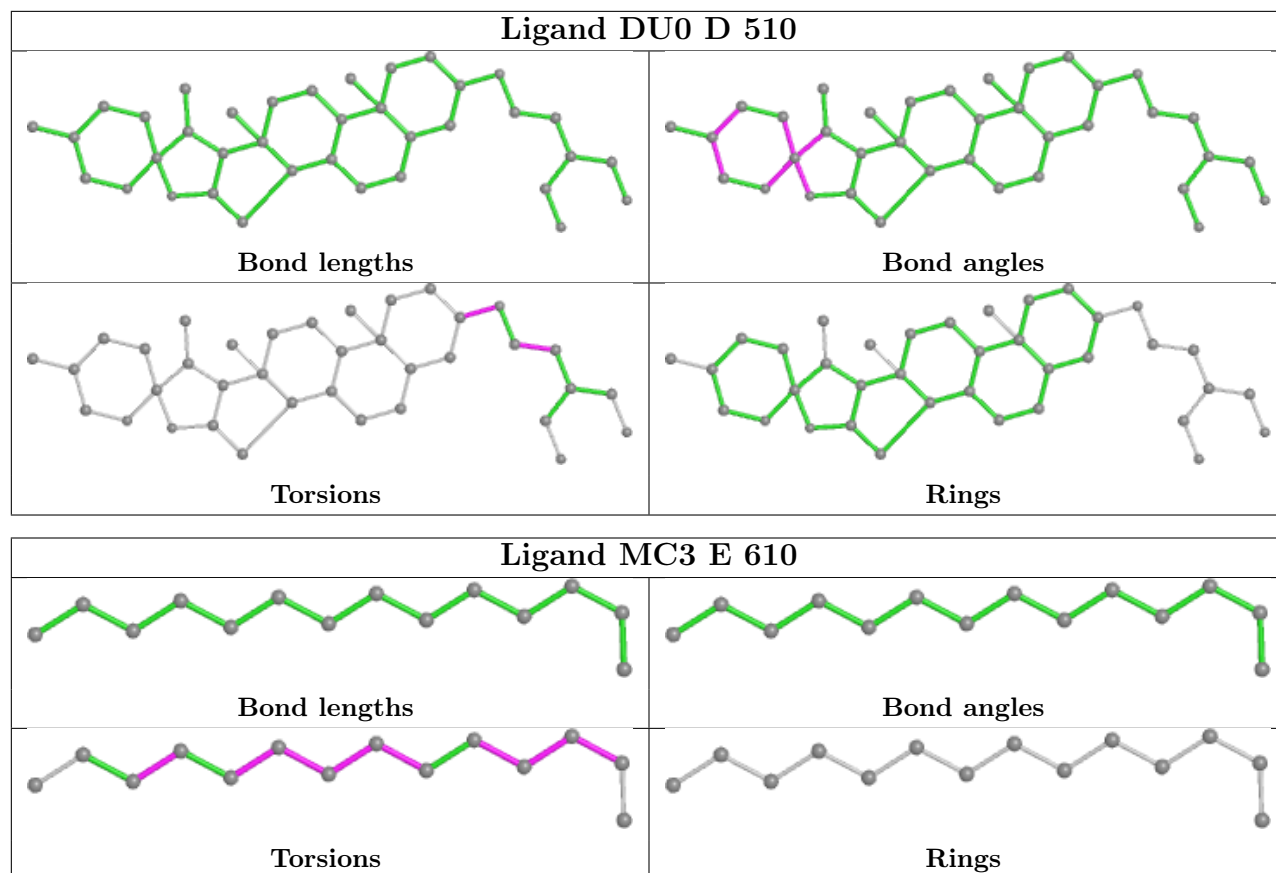 Ligand DU0 D 510
Bond lengths
Bond angles
Torsions
Rings
Ligand MC3 E 610
Bond lengths
Bond angles
Torsions
Rings